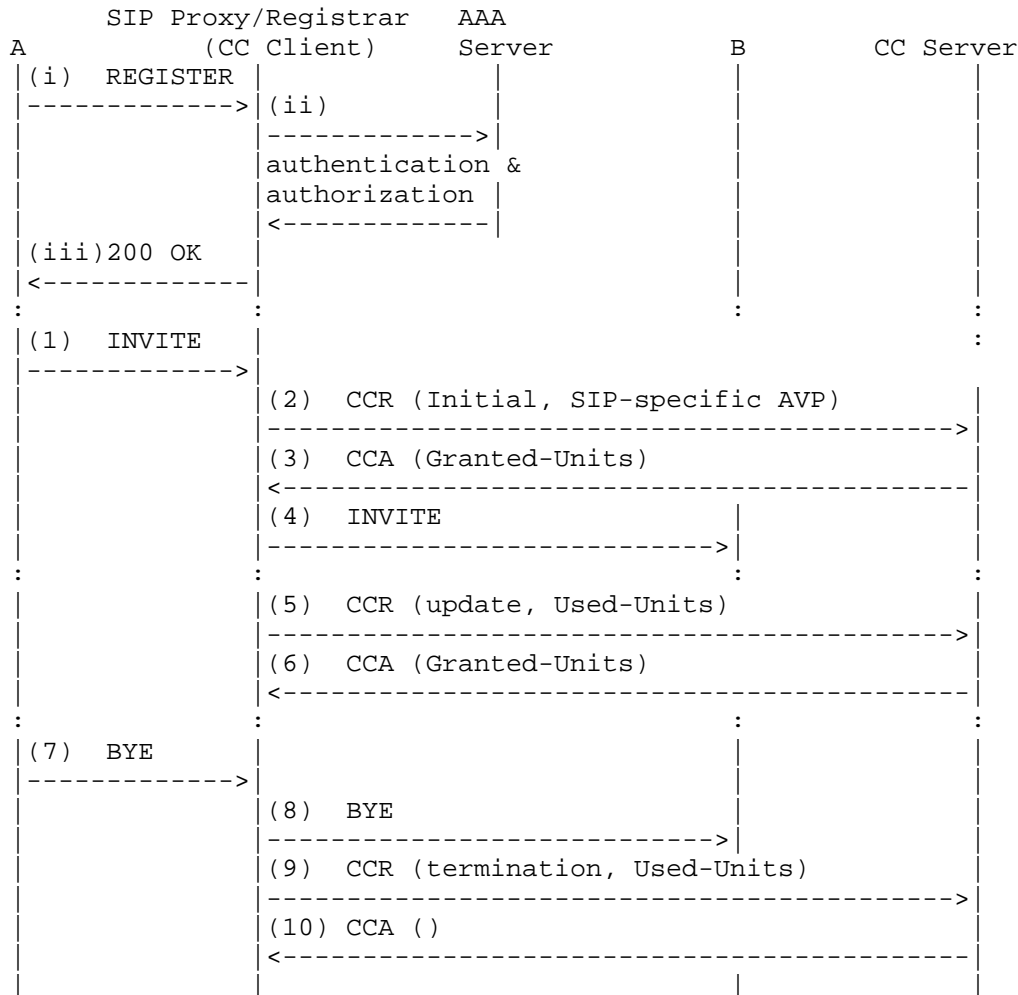 SIP Proxy/Registrar AAA
A (CC Client) Server B CC Server
(i) REGISTER
(ii)
authentication &
authorization
(iii)200 OK
(1) INVITE
(2) CCR (Initial, SIP-specific AVP)
(3) CCA (Granted-Units)
(4) INVITE
(5) CCR (update, Used-Units)
(6) CCA (Granted-Units)
(7) BYE
(8) BYE
(9) CCR (termination, Used-Units)
(10) CCA ()